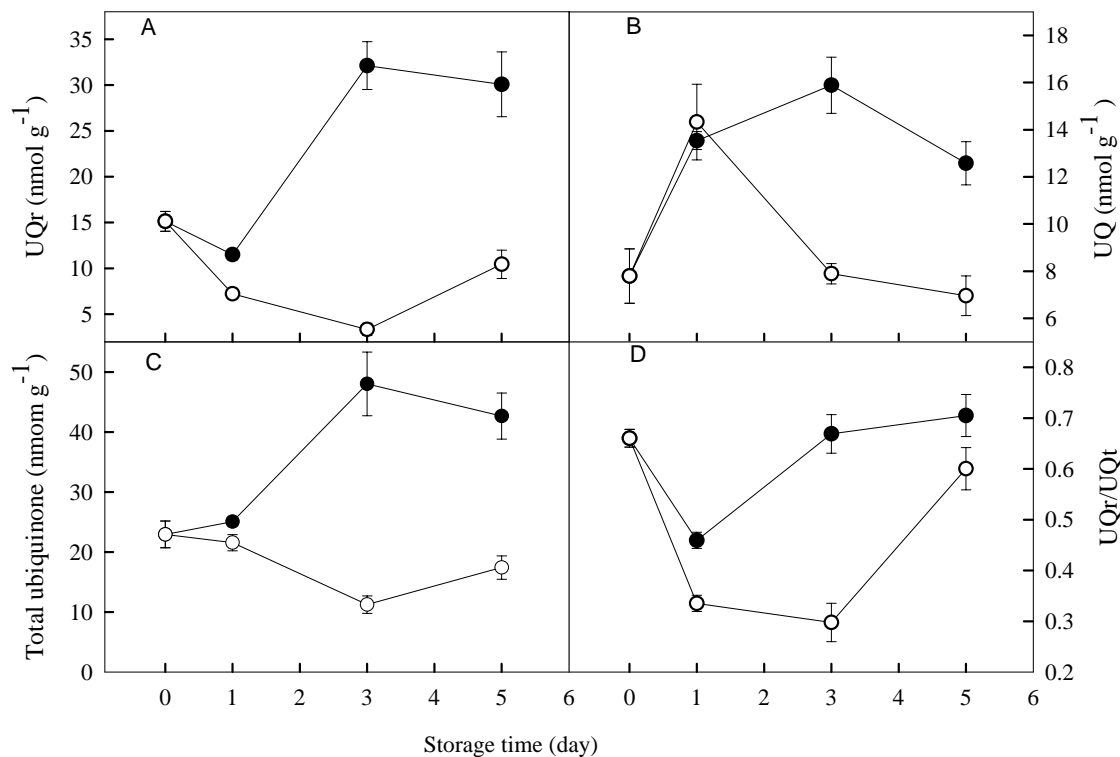 A
B
35
30
25
20
15
10
5
UQr (nmol g-1)
18
16
14
12
10
8
6
UQ (nmol g-1)
C
D
50
40
30
20
10
0
Total ubiquinone (nmom g-1)
0.8
0.7
0.6
0.5
0.4
0.3
0.2
UQr/UQt
0 1 2 3 4 5 6 0 1 2 3 4 5 6
Storage time (day)